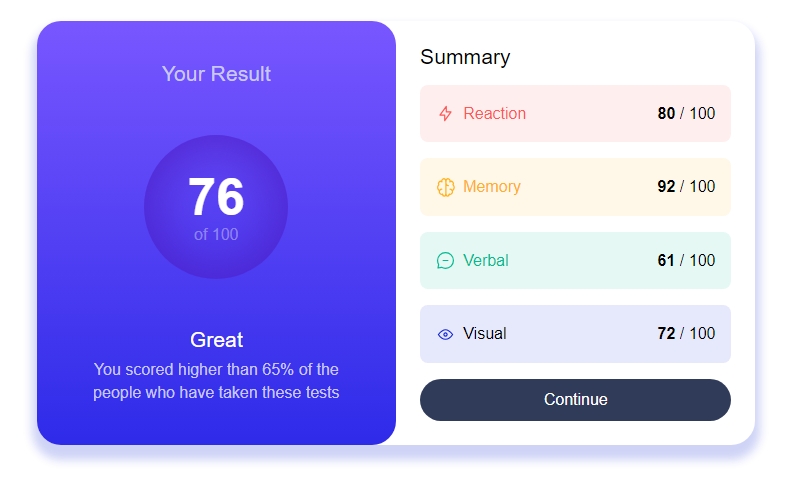 Your Result
76
of 100
Great
You scored higher than 65% of the
people who have taken these tests
Summary
Reaction 80 / 100
Memory 92 / 100
Verbal 61 / 100
Visual 72 / 100
Continue